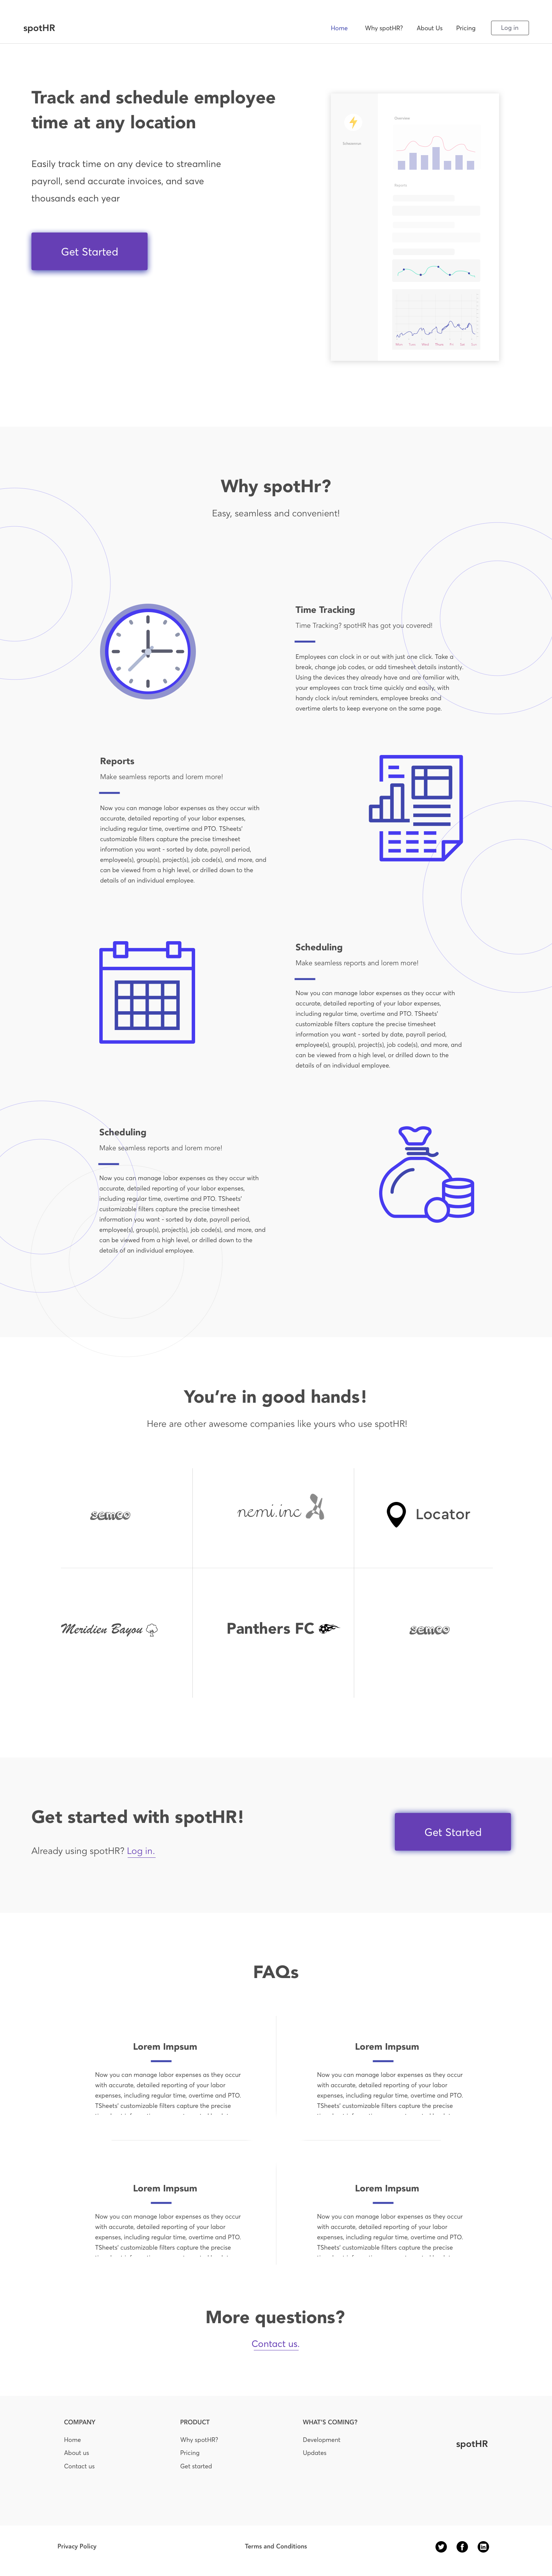 spotHR
Home
Why spotHR?
About Us
Pricing
Log in
Track and schedule employee
time at any location
Easily track time on any device to streamline
payroll, send accurate invoices, and save
thousands each year
Get Started
Overview
Mon Tues Wed Thurs Fri Sat Sun
Why spotHr?
Easy, seamless and convenient!
Time Tracking
Time Tracking? spotHR has got you covered!
Employees can clock in or out with just one click. Take a
break, change job codes, or add timesheet details instantly.
Using the devices they already have and are familiar with,
your employees can track time quickly and easily, with
handy clock in/out reminders, employee breaks and
overtime alerts to keep everyone on the same page.
Reports
Make seamless reports and lorem more!
Now you can manage labor expenses as they occur with
accurate, detailed reporting of your labor expenses,
including regular time, overtime and PTO. TSheets'
customizable filters capture the precise timesheet
information you want - sorted by date, payroll period,
employee(s), group(s), project(s), job code(s), and more, and
can be viewed from a high level, or drilled down to the
details of an individual employee.
Scheduling
Make seamless reports and lorem more!
Now you can manage labor expenses as they occur with
accurate, detailed reporting of your labor expenses,
including regular time, overtime and PTO. TSheets'
customizable filters capture the precise timesheet
information you want - sorted by date, payroll period,
employee(s), group(s), project(s), job code(s), and more, and
can be viewed from a high level, or drilled down to the
details of an individual employee.
Scheduling
Make seamless reports and lorem more!
Now you can manage labor expenses as they occur with
accurate, detailed reporting of your labor expenses,
including regular time, overtime and PTO. TSheets'
customizable filters capture the precise timesheet
information you want - sorted by date, payroll period,
employee(s), group(s), project(s), job code(s), and more, and
can be viewed from a high level, or drilled down to the
details of an individual employee.
You're in good hands!
Here are other awesome companies like yours who use spotHR!
semco
nemi.inc
Locator
Meridien Bayou
Panthers FC
semco
Get started with spotHR!
Already using spotHR? Log in.
Get Started
FAQs
Lorem Impsum
Now you can manage labor expenses as they occur
with accurate, detailed reporting of your labor
expenses, including regular time, overtime and PTO.
TSheets' customizable filters capture the precise
Lorem Impsum
Now you can manage labor expenses as they occur
with accurate, detailed reporting of your labor
expenses, including regular time, overtime and PTO.
TSheets' customizable filters capture the precise
Lorem Impsum
Now you can manage labor expenses as they occur
with accurate, detailed reporting of your labor
expenses, including regular time, overtime and PTO.
TSheets' customizable filters capture the precise
Lorem Impsum
Now you can manage labor expenses as they occur
with accurate, detailed reporting of your labor
expenses, including regular time, overtime and PTO.
TSheets' customizable filters capture the precise
More questions?
Contact us.
COMPANY
Home
About us
Contact us
PRODUCT
Why spotHR?
Pricing
Get started
WHAT'S COMING?
Development
Updates
spotHR
Privacy Policy
Terms and Conditions